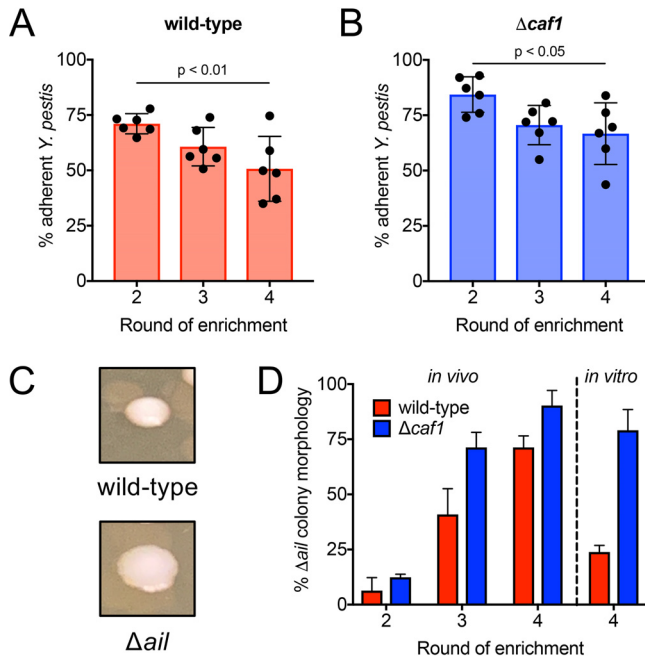 A
wild-type
p < 0.01
% adherent Y. pestis
100
75
50
25
0
2 3 4
Round of enrichment
B
Δcaf1
p < 0.05
% adherent Y. pestis
100
75
50
25
0
2 3 4
Round of enrichment
C
wild-type
Δail
D
in vivo in vitro
wild-type
Δcaf1
% Δail colony morphology
100
75
50
25
0
2 3 4 4
Round of enrichment